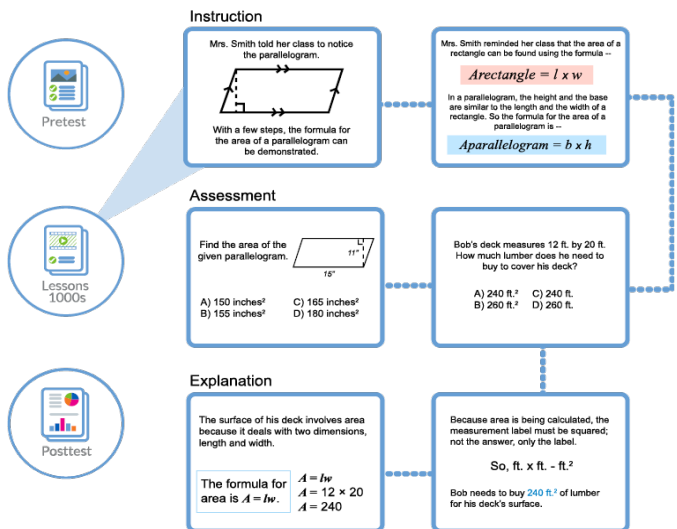 Instruction
Pretest
Mrs. Smith told her class to notice
the parallelogram.
With a few steps, the formula for
the area of a parallelogram can
be demonstrated.
Mrs. Smith reminded her class that the area of a
rectangle can be found using the formula --
Arectangle = l x w
In a parallelogram, the height and the base
are similar to the length and the width of a
rectangle. So the formula for the area of a
parallelogram is --
Aparallelogram = b x h
Assessment
Lessons
1000s
Find the area of the
given parallelogram.
11"
15"
A) 150 inches²
C) 165 inches²
B) 155 inches²
D) 180 inches²
Bob's deck measures 12 ft. by 20 ft.
How much lumber does he need to
buy to cover his deck?
A) 240 ft.²
C) 240 ft.
B) 260 ft.²
D) 260 ft.
Explanation
Posttest
The surface of his deck involves area
because it deals with two dimensions,
length and width.
The formula for
area is A = lw.
A = lw
A = 12 × 20
A = 240
Because area is being calculated, the
measurement label must be squared;
not the answer, only the label.
So, ft. x ft. - ft.²
Bob needs to buy 240 ft.² of lumber
for his deck's surface.